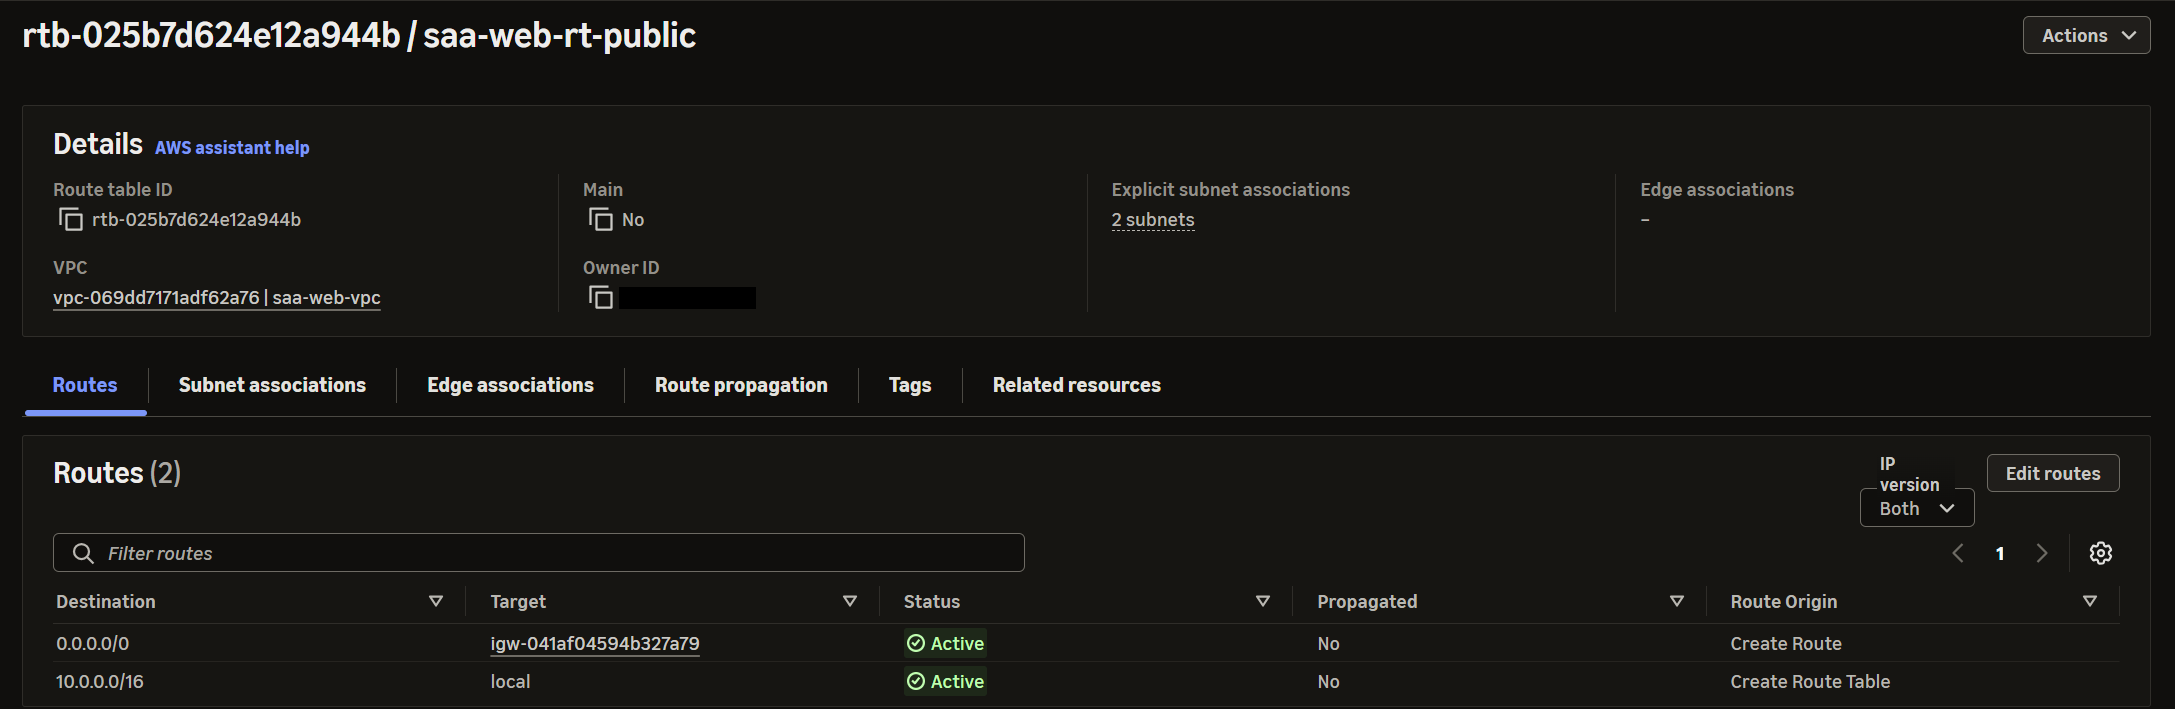 rtb-025b7d624e12a944b / saa-web-rt-public
Actions
Details AWS assistant help
Route table ID
rtb-025b7d624e12a944b
Main
No
Explicit subnet associations
2 subnets
Edge associations
–
VPC
vpc-069dd7171adf62a76 | saa-web-vpc
Owner ID
Routes Subnet associations Edge associations Route propagation Tags Related resources
Routes (2)
IP version
Both
Edit routes
Filter routes
1
Destination Target Status Propagated Route Origin
0.0.0.0/0 igw-041af04594b327a79 Active No Create Route
10.0.0.0/16 local Active No Create Route Table